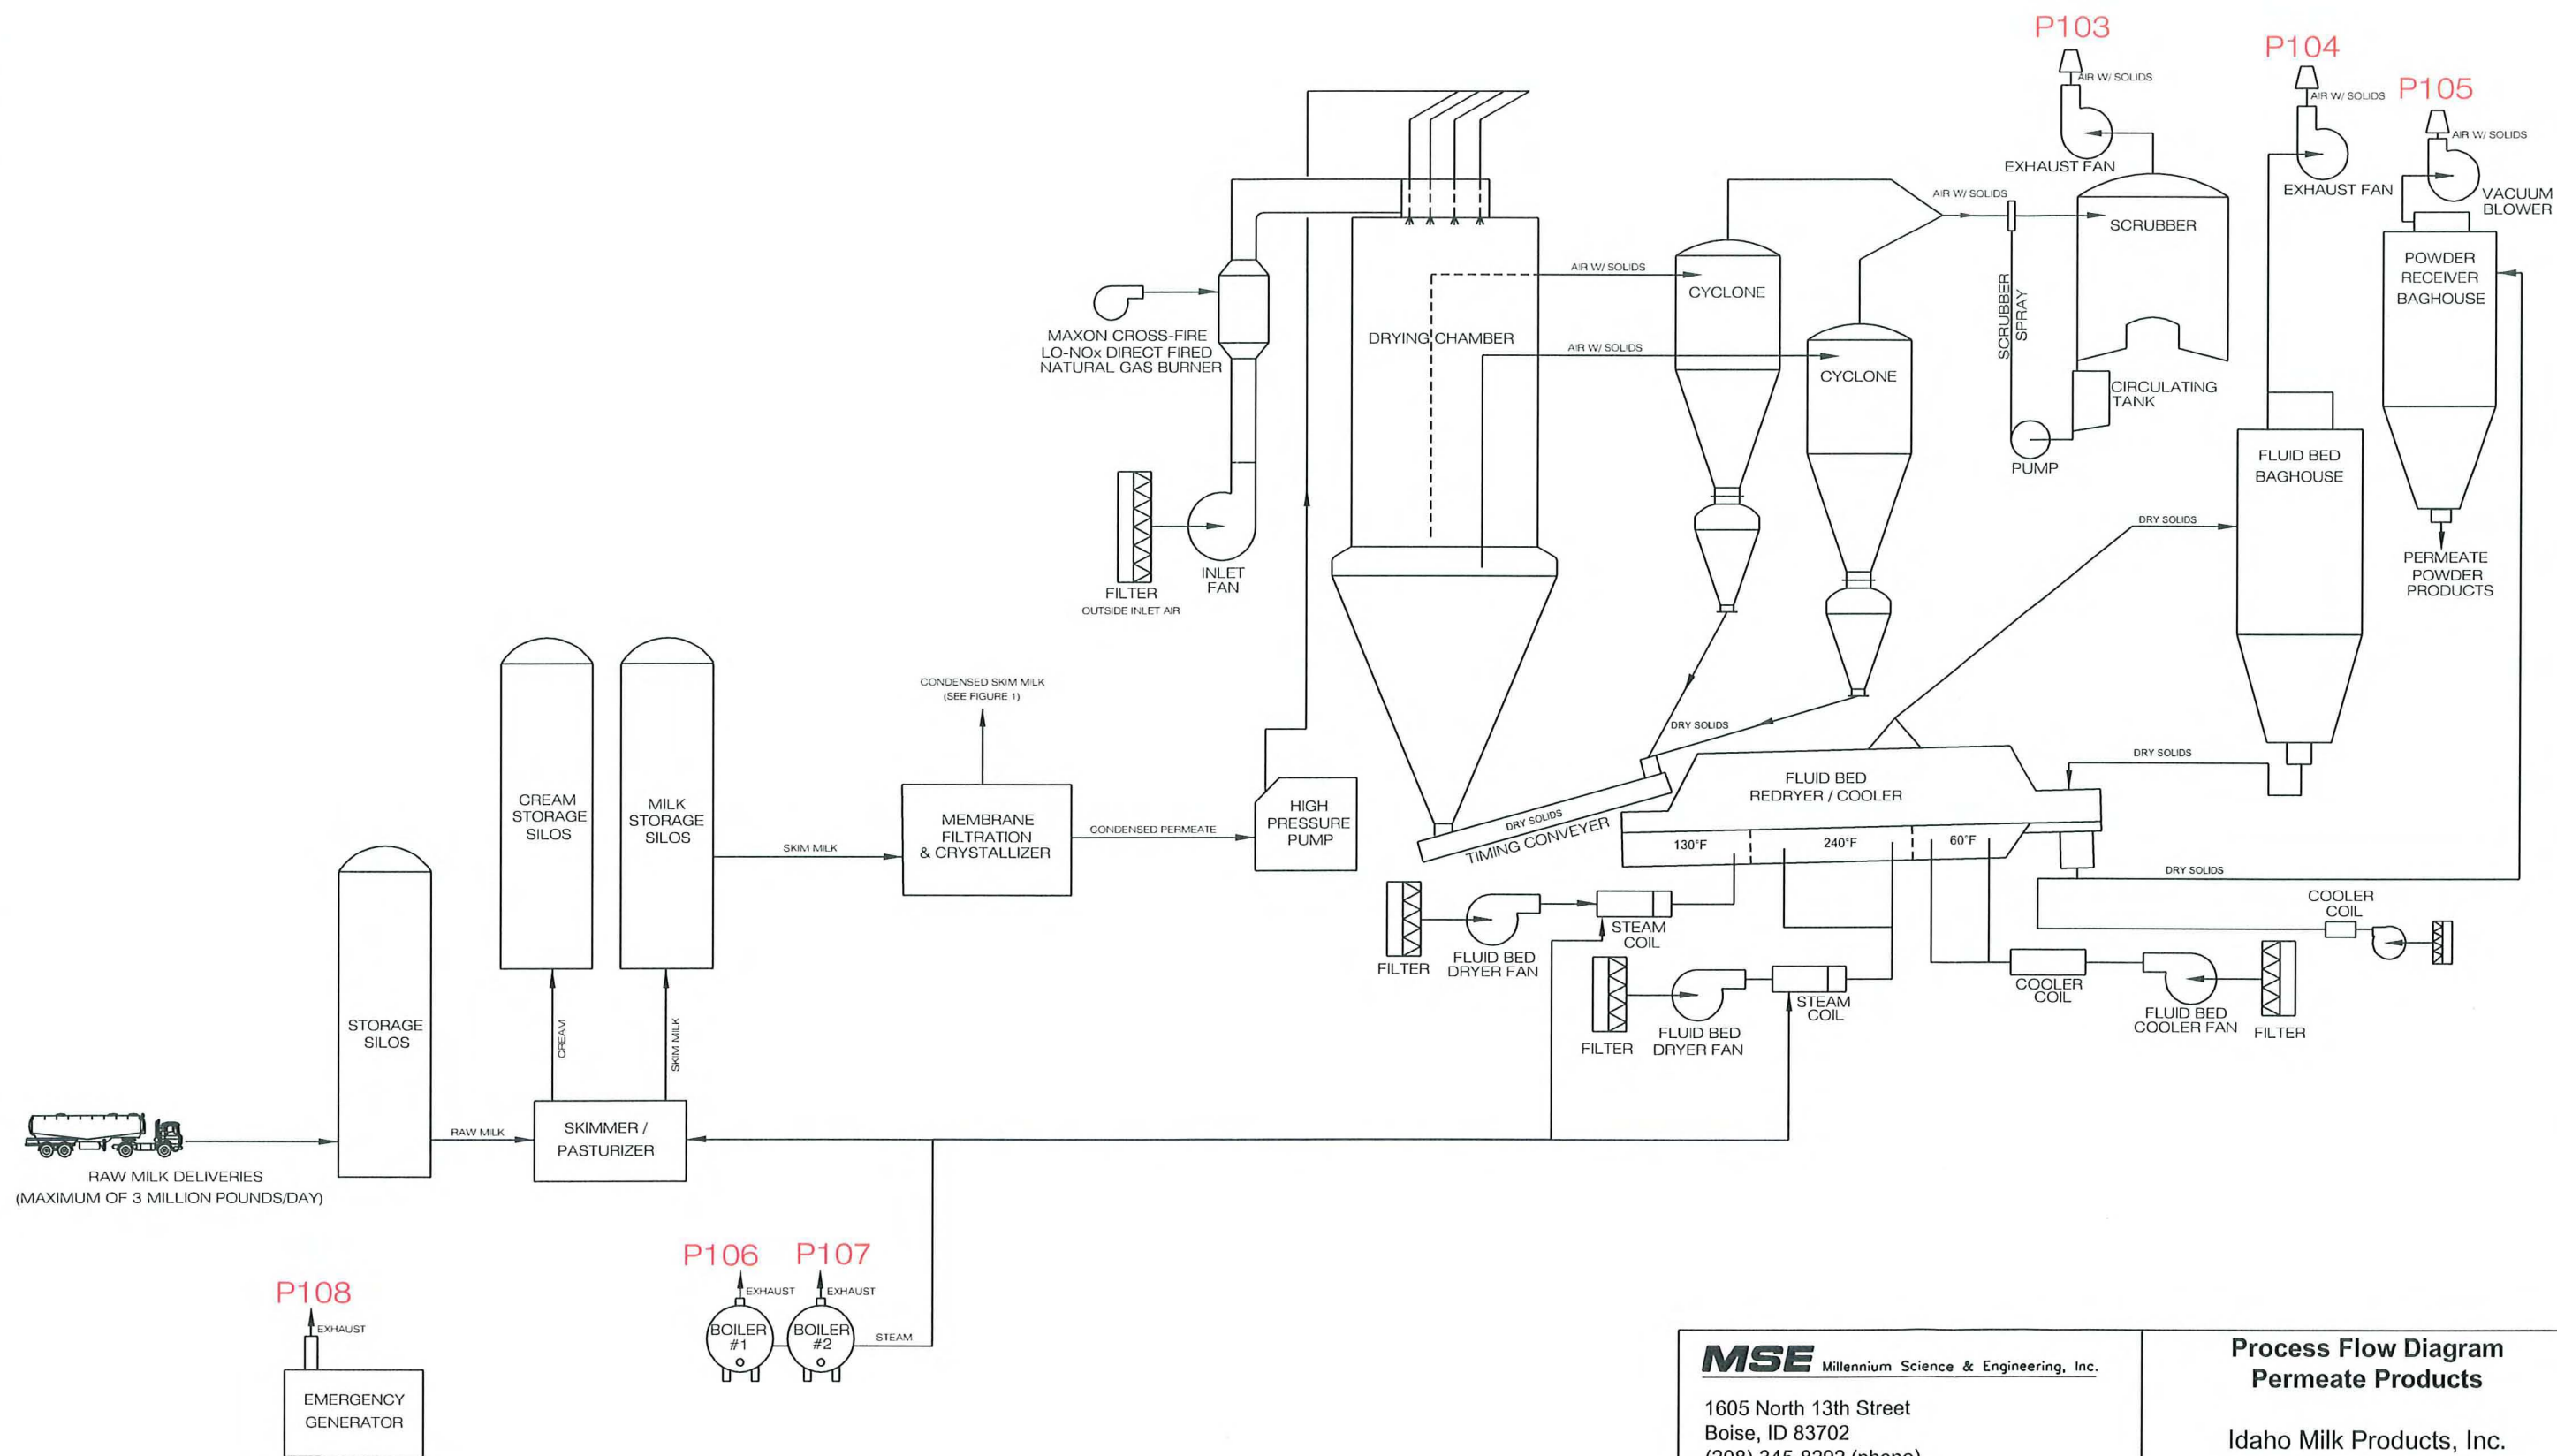 P103
P104
P105
AIR W/ SOLIDS
AIR W/ SOLIDS
AIR W/ SOLIDS
EXHAUST FAN
EXHAUST FAN
VACUUM
BLOWER
AIR W/ SOLIDS
SCRUBBER
POWDER
RECEIVER
BAGHOUSE
AIR W/ SOLIDS
CYCLONE
SCRUBBER
SPRAY
MAXON CROSS-FIRE
LO-NOx DIRECT FIRED
NATURAL GAS BURNER
DRYING CHAMBER
AIR W/ SOLIDS
CYCLONE
CIRCULATING
TANK
PUMP
FLUID BED
BAGHOUSE
DRY SOLIDS
PERMEATE
POWDER
PRODUCTS
INLET
FAN
FILTER
OUTSIDE INLET AIR
CONDENSED SKIM MILK
(SEE FIGURE 1)
DRY SOLIDS
DRY SOLIDS
CREAM
STORAGE
SILOS
MILK
STORAGE
SILOS
SKIM MILK
MEMBRANE
FILTRATION
& CRYSTALLIZER
CONDENSED PERMEATE
HIGH
PRESSURE
PUMP
DRY SOLIDS
TIMING CONVEYER
FLUID BED
REDRYER / COOLER
130°F
240°F
60°F
DRY SOLIDS
COOLER
COIL
STEAM
COIL
FILTER
FLUID BED
DRYER FAN
STEAM
COIL
COOLER
COIL
FLUID BED
COOLER FAN
FILTER
FILTER
FLUID BED
DRYER FAN
STORAGE
SILOS
CREAM
SKIM MILK
RAW MILK
SKIMMER /
PASTURIZER
RAW MILK DELIVERIES
(MAXIMUM OF 3 MILLION POUNDS/DAY)
P106
P107
EXHAUST
EXHAUST
BOILER
#1
BOILER
#2
STEAM
P108
EXHAUST
EMERGENCY
GENERATOR
MSE Millennium Science & Engineering, Inc.
1605 North 13th Street
Boise, ID 83702
(208) 345-8292 (phone)
Process Flow Diagram
Permeate Products
Idaho Milk Products, Inc.